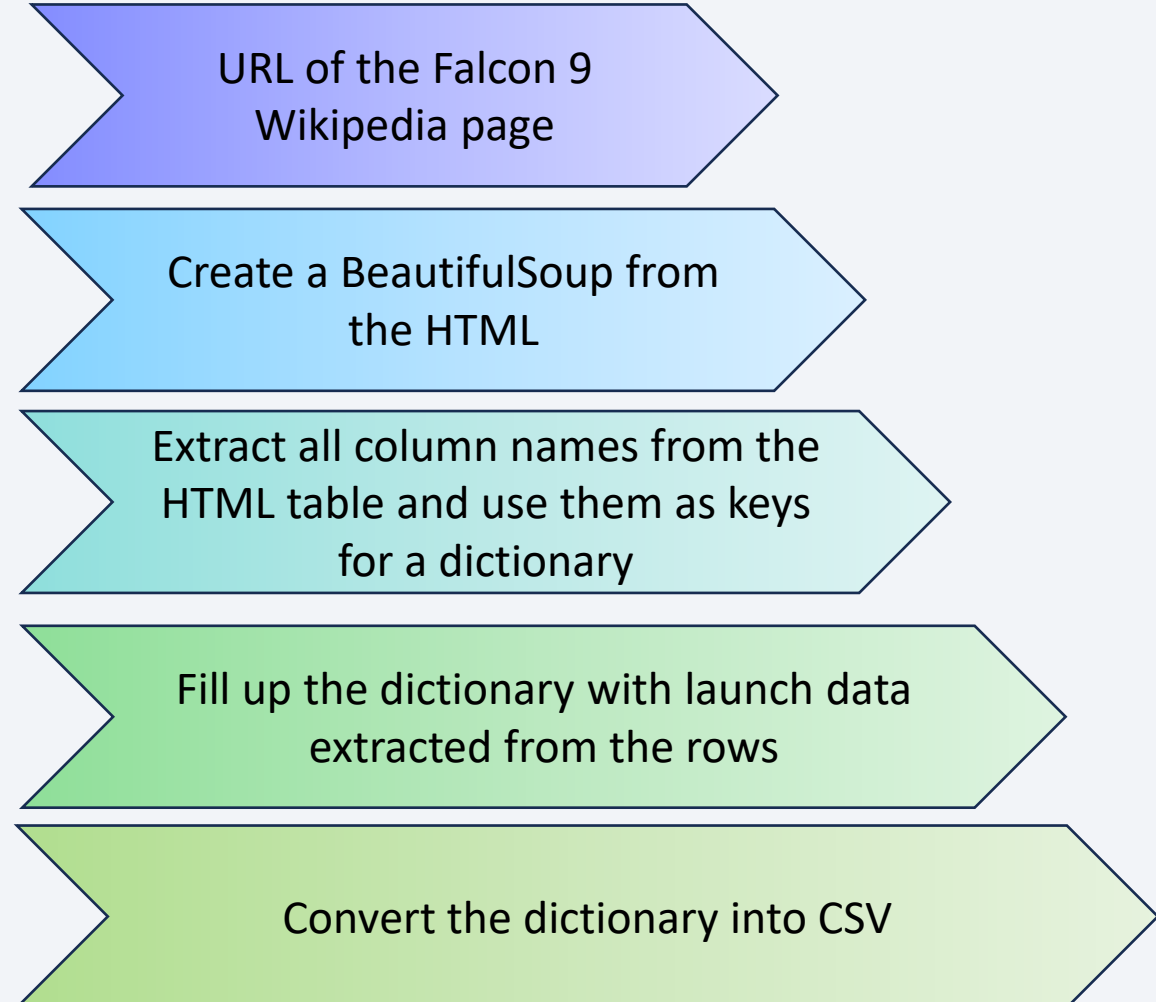 URL of the Falcon 9
Wikipedia page
Create a BeautifulSoup from
the HTML
Extract all column names from the
HTML table and use them as keys
for a dictionary
Fill up the dictionary with launch data
extracted from the rows
Convert the dictionary into CSV